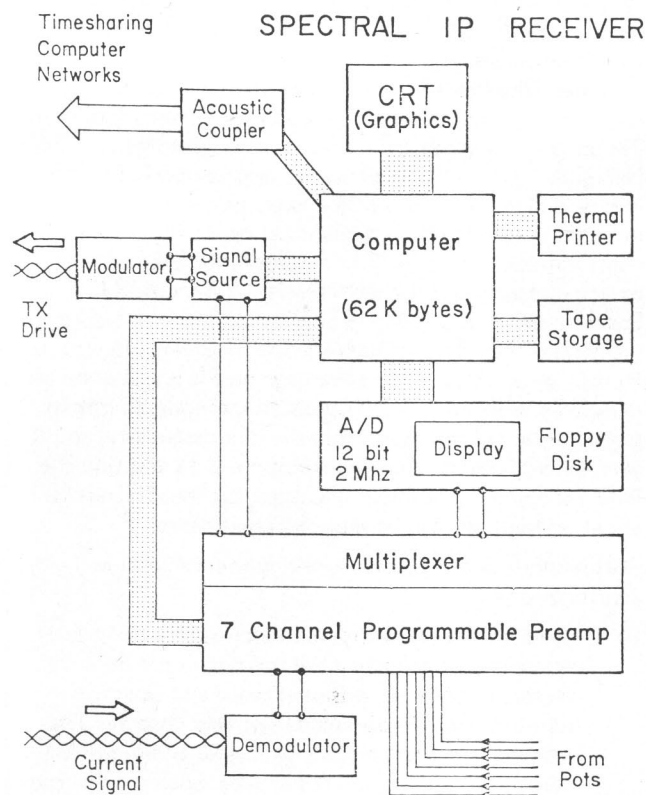 SPECTRAL IP RECEIVER
Timesharing
Computer
Networks
Acoustic
Coupler
CRT
(Graphics)
Computer
(62 K bytes)
Thermal
Printer
Tape
Storage
Modulator
Signal
Source
TX
Drive
A/D
12 bit
2 Mhz
Display
Floppy
Disk
Multiplexer
7 Channel Programmable Preamp
Demodulator
Current
Signal
From
Pots